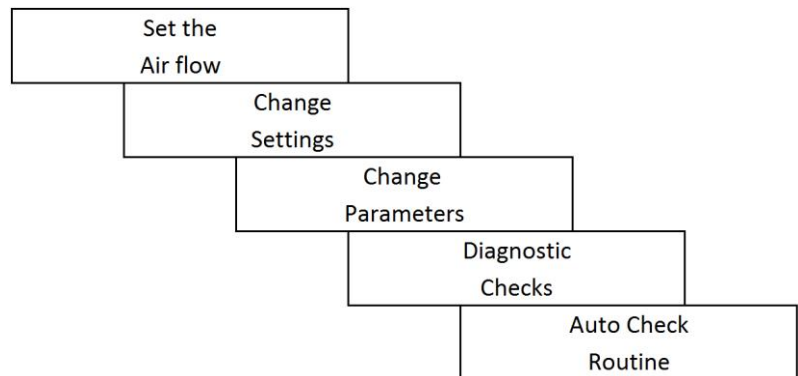 Set the
Air flow
Change
Settings
Change
Parameters
Diagnostic
Checks
Auto Check
Routine